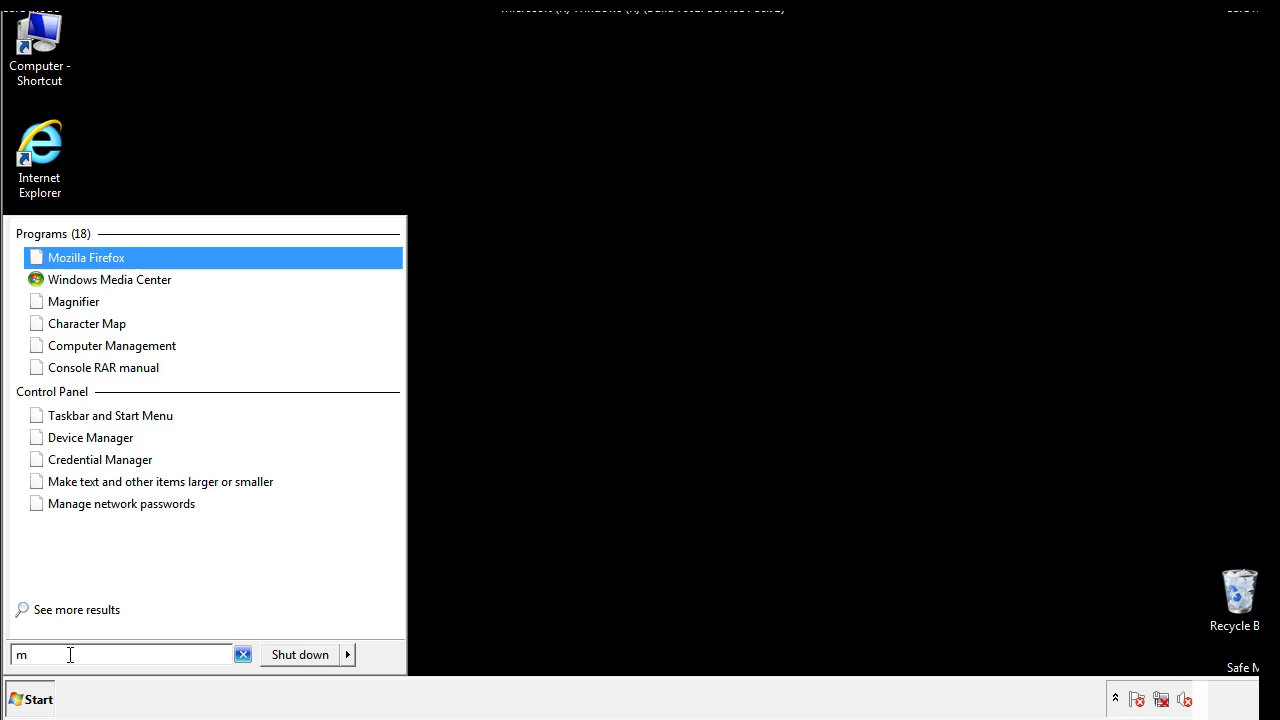 Computer -
Shortcut
Internet
Explorer
Programs (18)
Mozilla Firefox
Windows Media Center
Magnifier
Character Map
Computer Management
Console RAR manual
Control Panel
Taskbar and Start Menu
Device Manager
Credential Manager
Make text and other items larger or smaller
Manage network passwords
See more results
m
Shut down
Recycle B
Safe M
Start